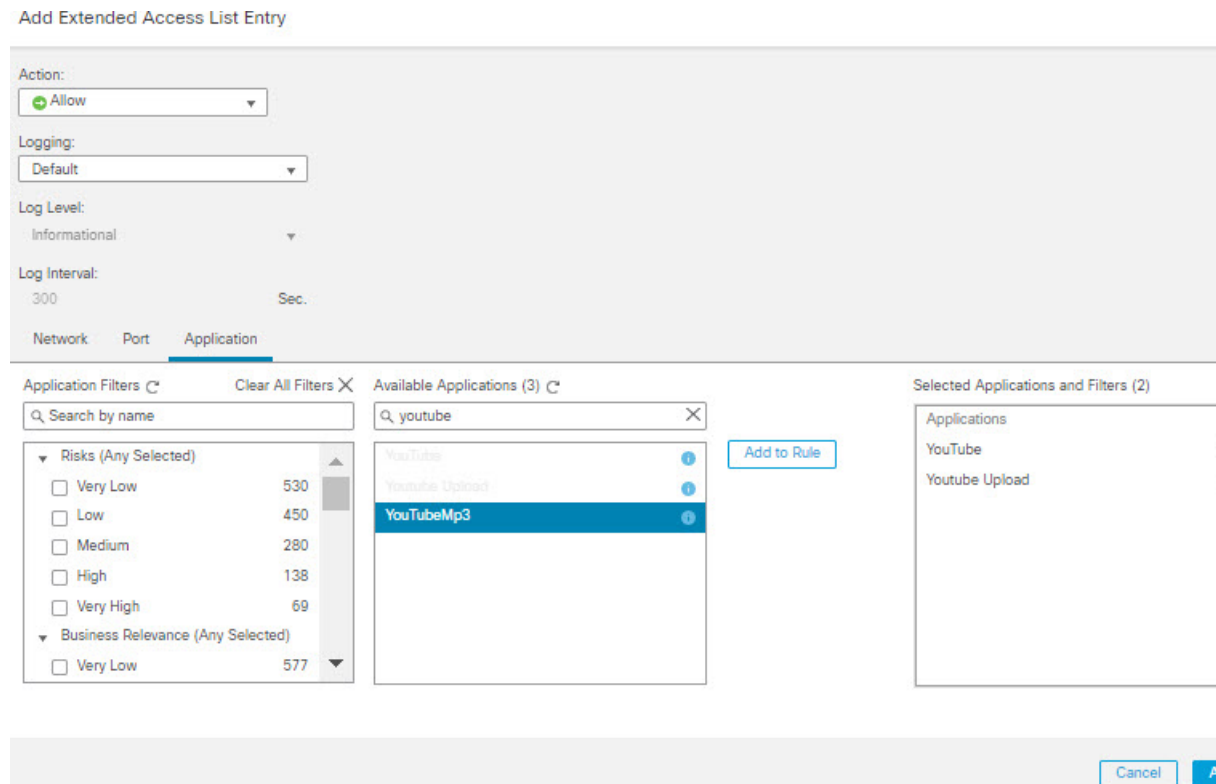 Add Extended Access List Entry
Action:
Allow
Logging:
Default
Log Level:
Informational
Log Interval:
300 Sec.
Network Port Application
Application Filters Clear All Filters Available Applications (3) Selected Applications and Filters (2)
Search by name youtube Applications
Risks (Any Selected) YouTube Add to Rule YouTube
Very Low 530 Youtube Upload Youtube Upload
Low 450 YouTubeMp3
Medium 280
High 138
Very High 69
Business Relevance (Any Selected)
Very Low 577
Cancel A